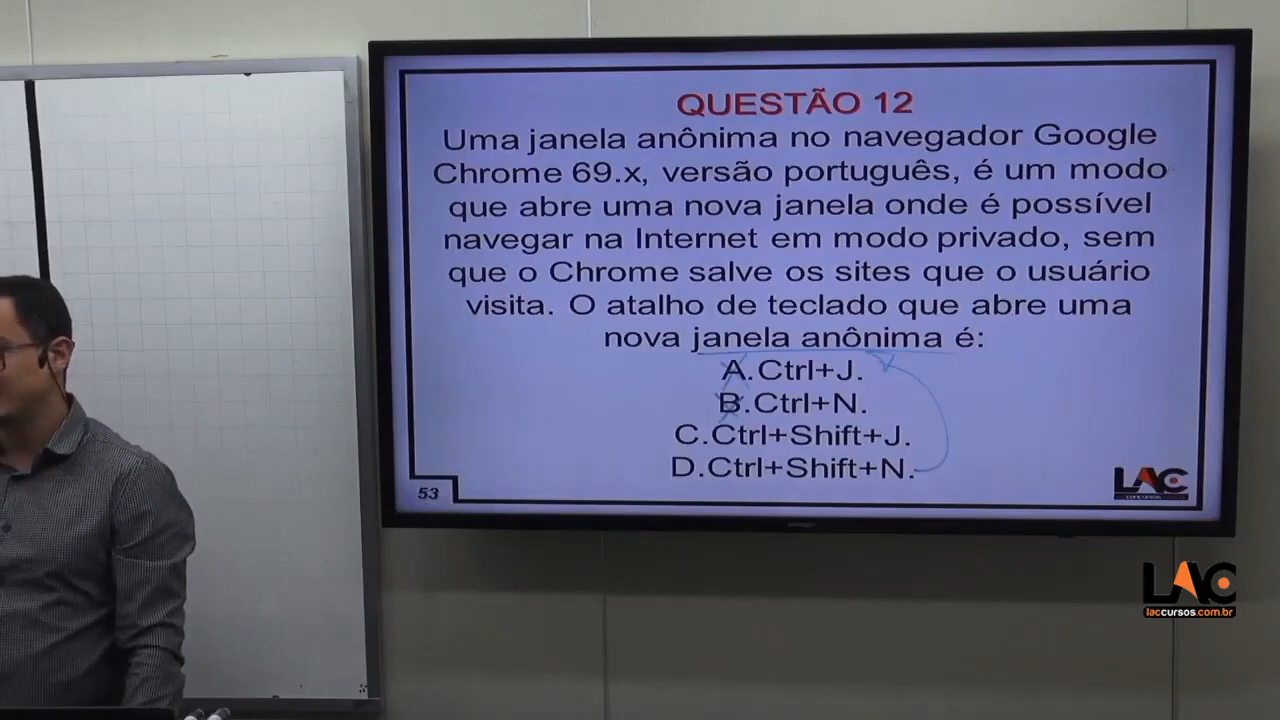 QUESTÃO 12
Uma janela anônima no navegador Google
Chrome 69.x, versão português, é um modo
que abre uma nova janela onde é possível
navegar na Internet em modo privado, sem
que o Chrome salve os sites que o usuário
visita. O atalho de teclado que abre uma
nova janela anônima é:
A.Ctrl+J.
B.Ctrl+N.
C.Ctrl+Shift+J.
D.Ctrl+Shift+N.
53
LAC
LAC
laccursos.com.br